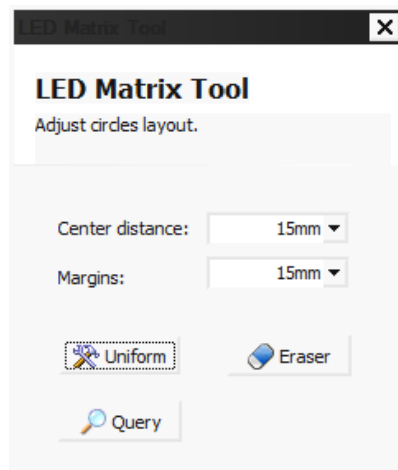 LED Matrix Tool
LED Matrix Tool
Adjust circles layout.
Center distance: 15mm
Margins: 15mm
Uniform Eraser
Query